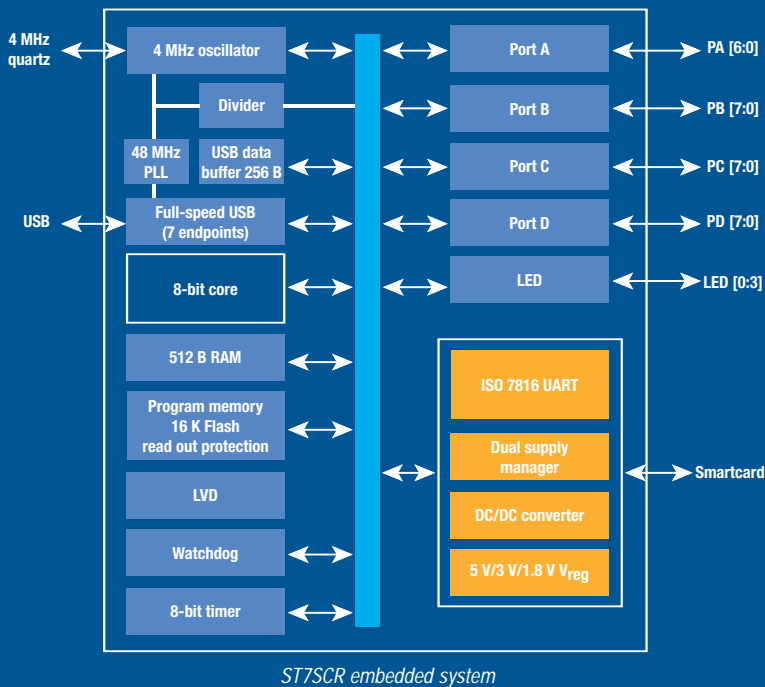 4 MHz
quartz
4 MHz oscillator
Divider
48 MHz
PLL
USB data
buffer 256 B
USB
Full-speed USB
(7 endpoints)
8-bit core
512 B RAM
Program memory
16 K Flash
read out protection
LVD
Watchdog
8-bit timer
Port A
PA [6:0]
Port B
PB [7:0]
Port C
PC [7:0]
Port D
PD [7:0]
LED
LED [0:3]
ISO 7816 UART
Dual supply
manager
DC/DC converter
5 V/3 V/1.8 V Vreg
Smartcard
ST7SCR embedded system